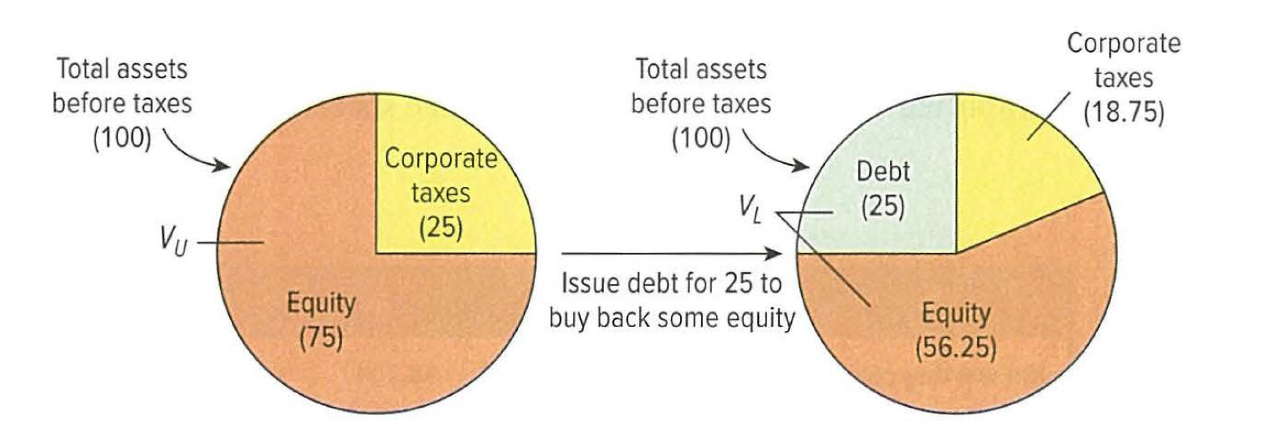 Total assets
before taxes
(100)
Corporate
taxes
(25)
V_U
Equity
(75)
Issue debt for 25 to
buy back some equity
Total assets
before taxes
(100)
Corporate
taxes
(18.75)
Debt
(25)
V_L
Equity
(56.25)